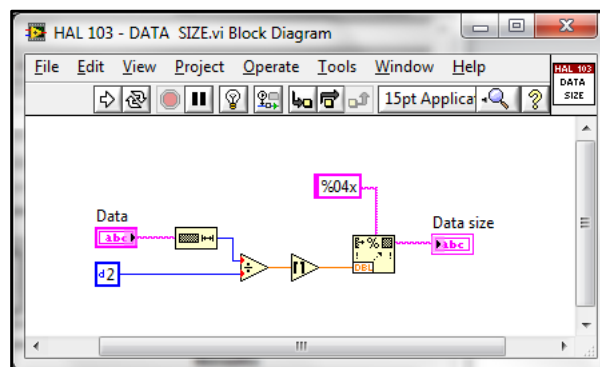 HAL 103 - DATA SIZE.vi Block Diagram
File Edit View Project Operate Tools Window Help
HAL 103
DATA
SIZE
15pt Applicat
?
%04x
Data
abc
Data size
abc
d2
÷
%
DBL